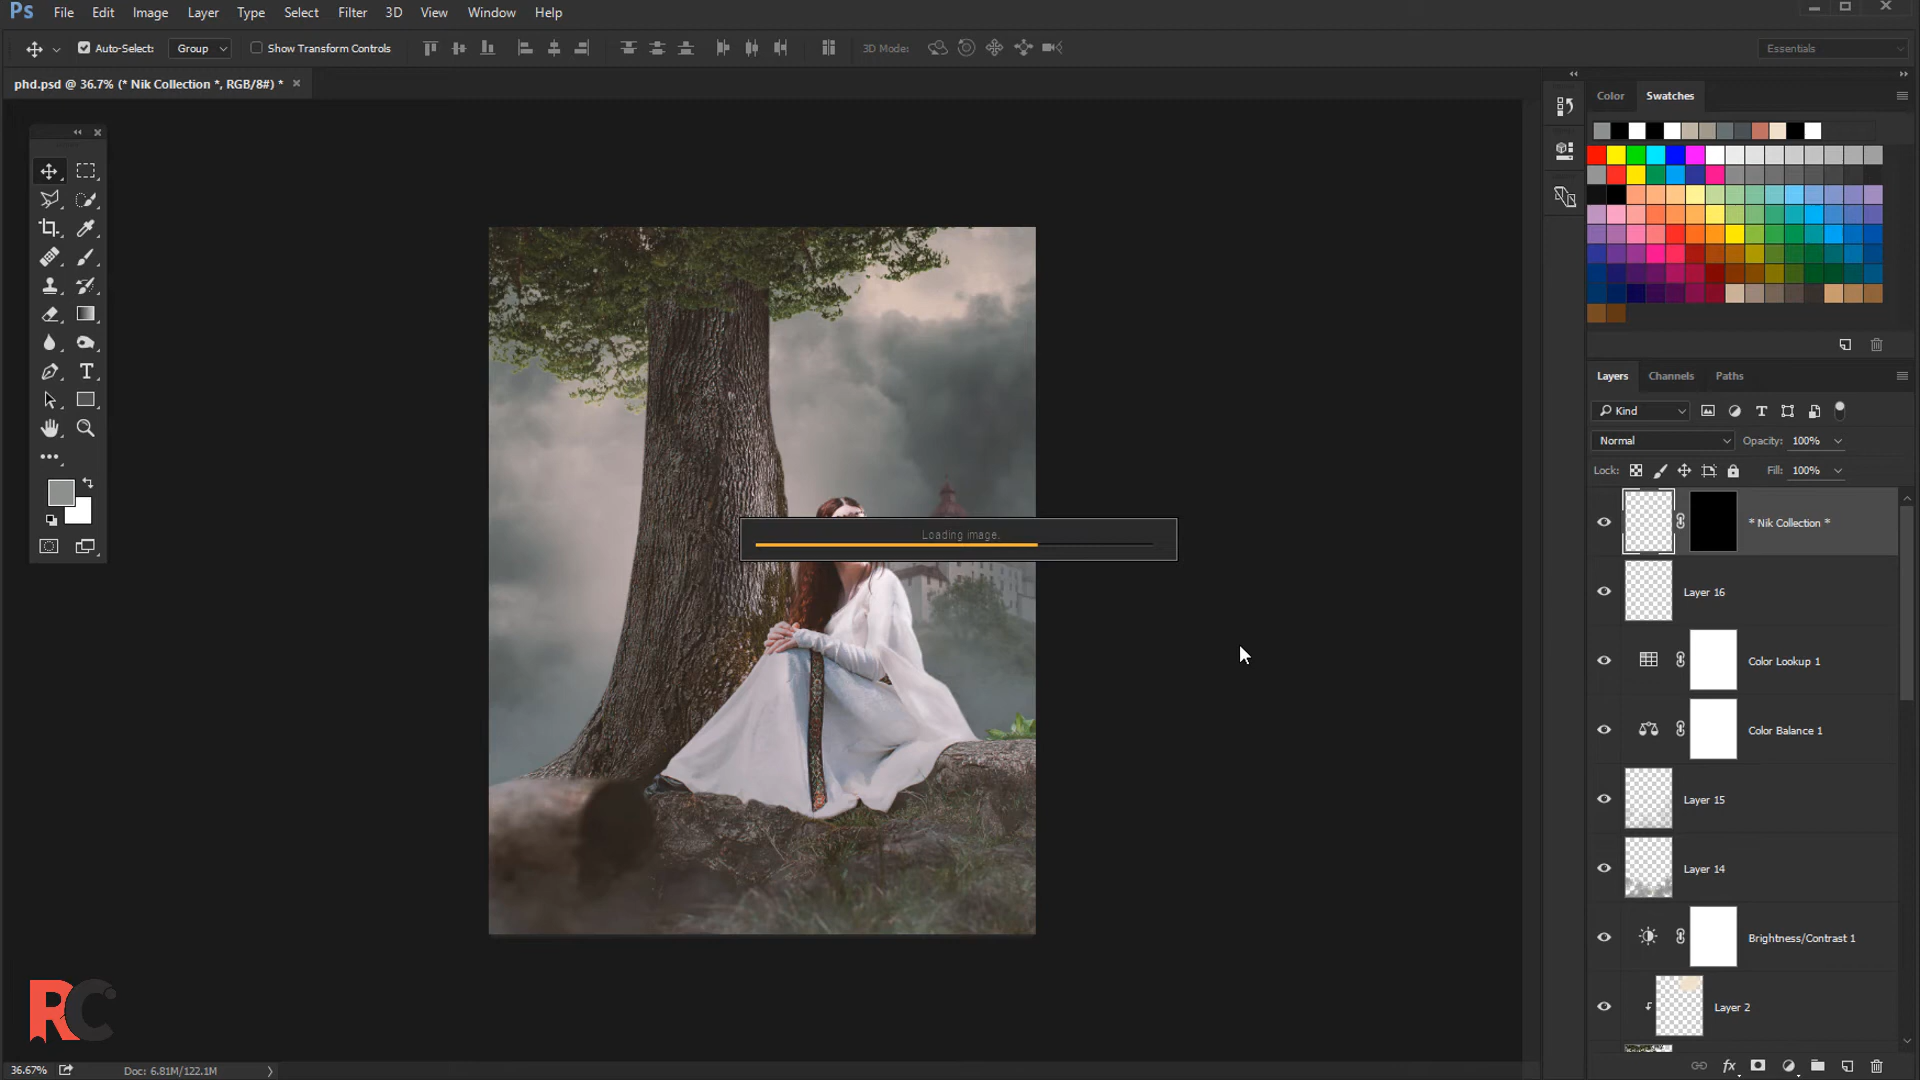 Ps File Edit Image Layer Type Select Filter 3D View Window Help
Auto-Select: Group Show Transform Controls 3D Mode: Essentials
phd.psd @ 36.7% (* Nik Collection *, RGB/8#) *
Color Swatches
Layers Channels Paths
Kind
Normal Opacity: 100%
Lock: Fill: 100%
* Nik Collection *
Loading image.
Layer 16
Color Lookup 1
Color Balance 1
Layer 15
Layer 14
Brightness/Contrast 1
Layer 2
RC
36.67% Doc: 6.81M/122.1M